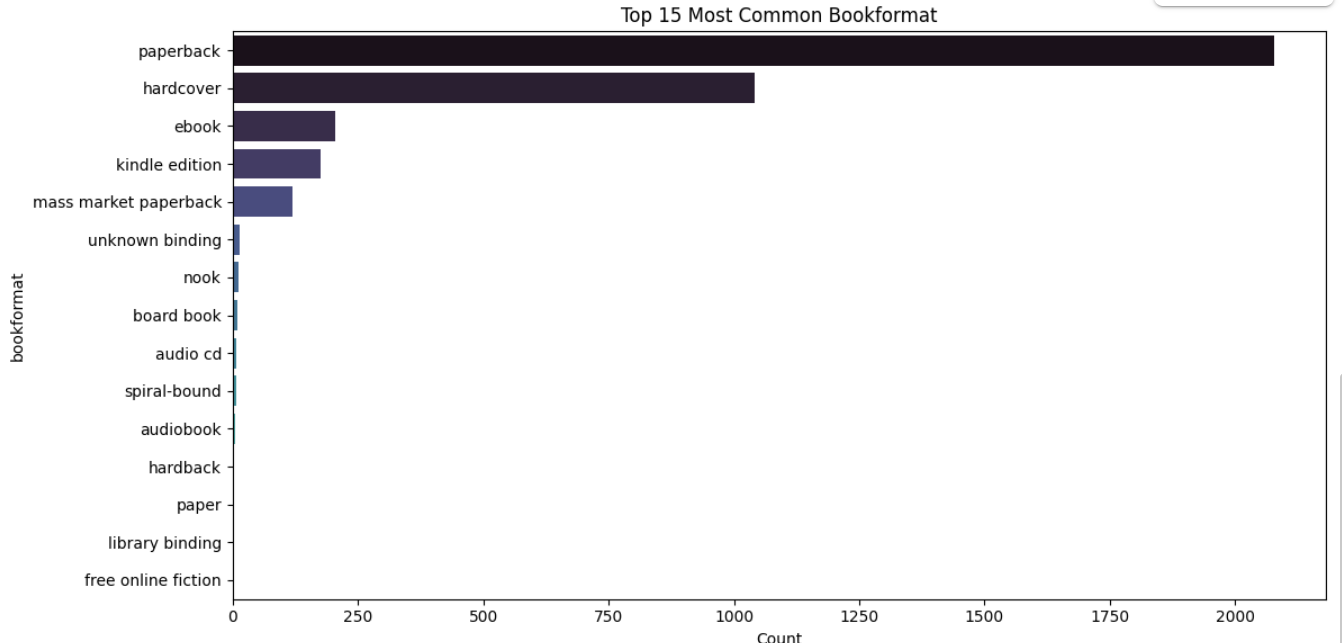 Top 15 Most Common Bookformat
paperback
hardcover
ebook
kindle edition
mass market paperback
unknown binding
nook
board book
audio cd
spiral-bound
audiobook
hardback
paper
library binding
free online fiction
bookformat
0 250 500 750 1000 1250 1500 1750 2000
Count